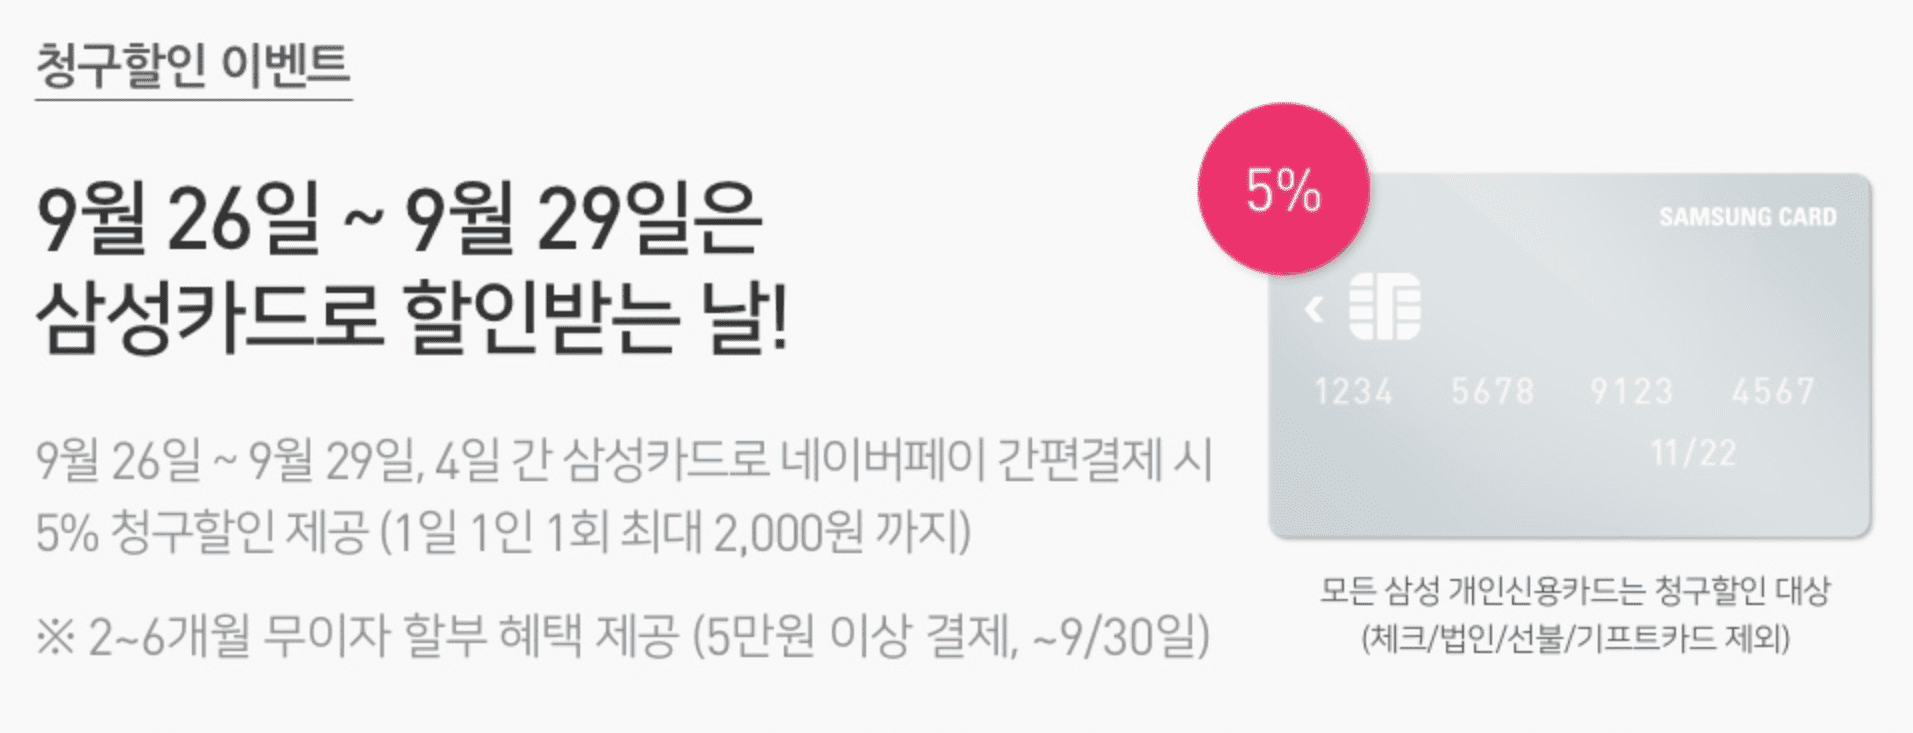 청구할인 이벤트
9월 26일 ~ 9월 29일은
삼성카드로 할인받는 날!
9월 26일 ~ 9월 29일, 4일 간 삼성카드로 네이버페이 간편결제 시
5% 청구할인 제공 (1일 1인 1회 최대 2,000원 까지)
※ 2~6개월 무이자 할부 혜택 제공 (5만원 이상 결제, ~9/30일)
5%
SAMSUNG CARD
1234 5678 9123 4567
11/22
모든 삼성 개인신용카드는 청구할인 대상
(체크/법인/선불/기프트카드 제외)